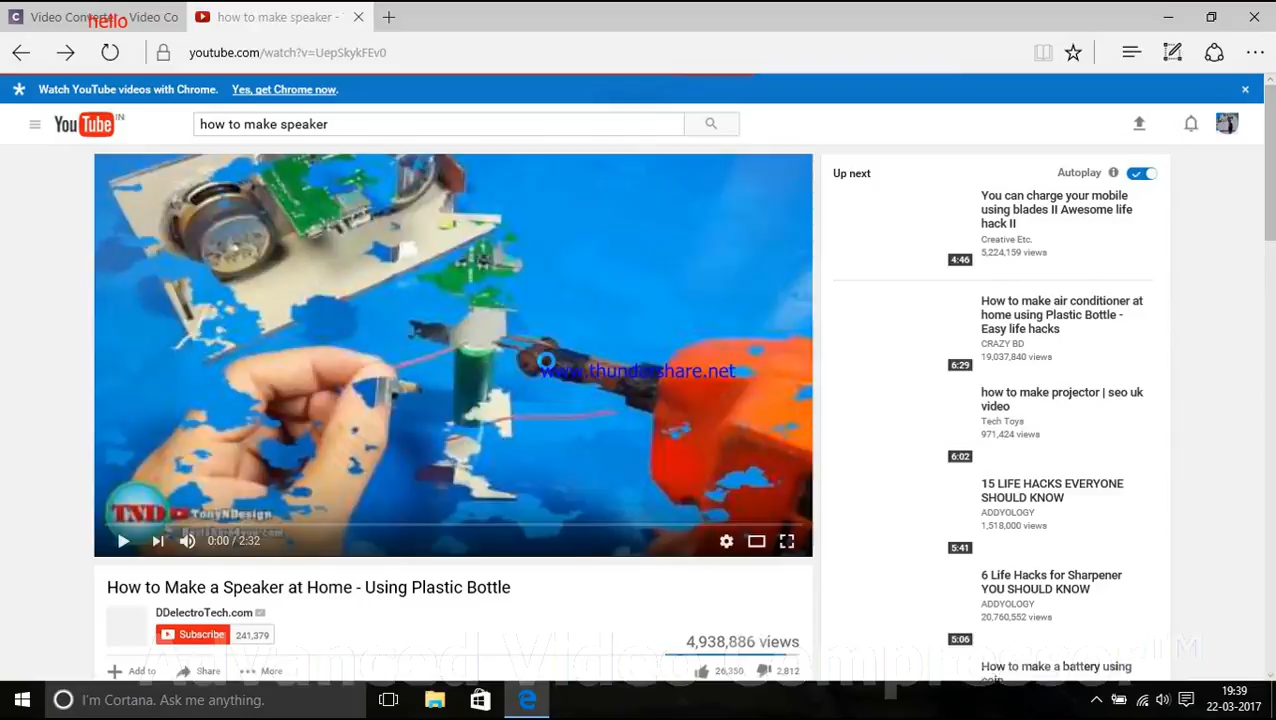 Video Converter Video Co
hello
how to make speaker -
youtube.com/watch?v=UepSkykFEv0
Watch YouTube videos with Chrome. Yes, get Chrome now.
YouTube IN
how to make speaker
Up next
Autoplay
You can charge your mobile
using blades II Awesome life
hack II
Creative Etc.
5,224,159 views
4:46
How to make air conditioner at
home using Plastic Bottle -
Easy life hacks
CRAZY BD
19,037,840 views
6:29
how to make projector | seo uk
video
Tech Toys
971,424 views
6:02
15 LIFE HACKS EVERYONE
SHOULD KNOW
ADDYOLOGY
1,518,000 views
5:41
6 Life Hacks for Sharpener
YOU SHOULD KNOW
ADDYOLOGY
20,760,552 views
5:06
How to make a battery using
coin
www.thundershare.net
TND TonyNDesign
0:00 / 2:32
How to Make a Speaker at Home - Using Plastic Bottle
DDelectroTech.com
Subscribe 241,379
4,938,886 views
Add to Share More
26,350 2,812
Advanced Video Compressor™
I'm Cortana. Ask me anything.
19:39
22-03-2017